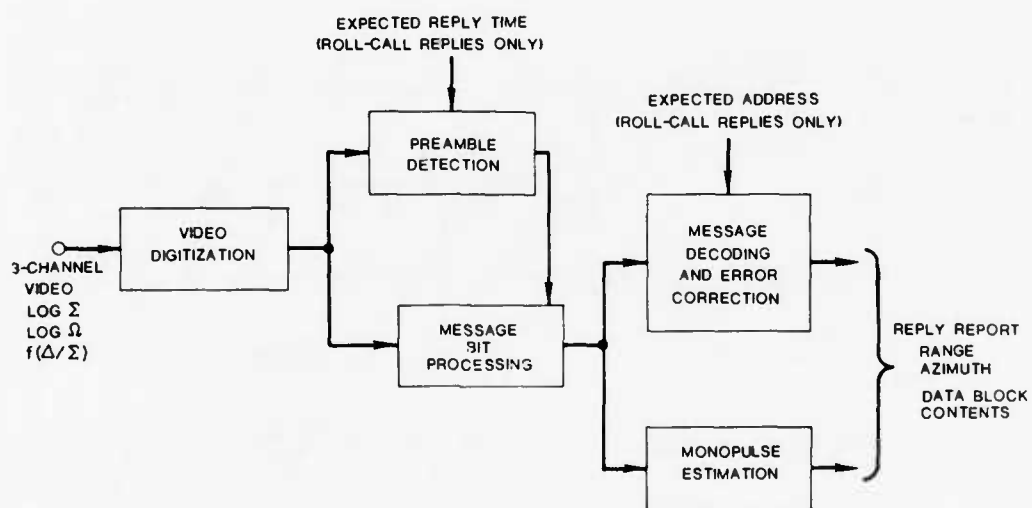 EXPECTED REPLY TIME
(ROLL-CALL REPLIES ONLY)
EXPECTED ADDRESS
(ROLL-CALL REPLIES ONLY)
PREAMBLE
DETECTION
VIDEO
DIGITIZATION
3-CHANNEL
VIDEO
LOG Σ
LOG Ω
f(Δ/Σ)
MESSAGE
BIT
PROCESSING
MESSAGE
DECODING
AND ERROR
CORRECTION
MONOPULSE
ESTIMATION
REPLY REPORT
RANGE
AZIMUTH
DATA BLOCK
CONTENTS